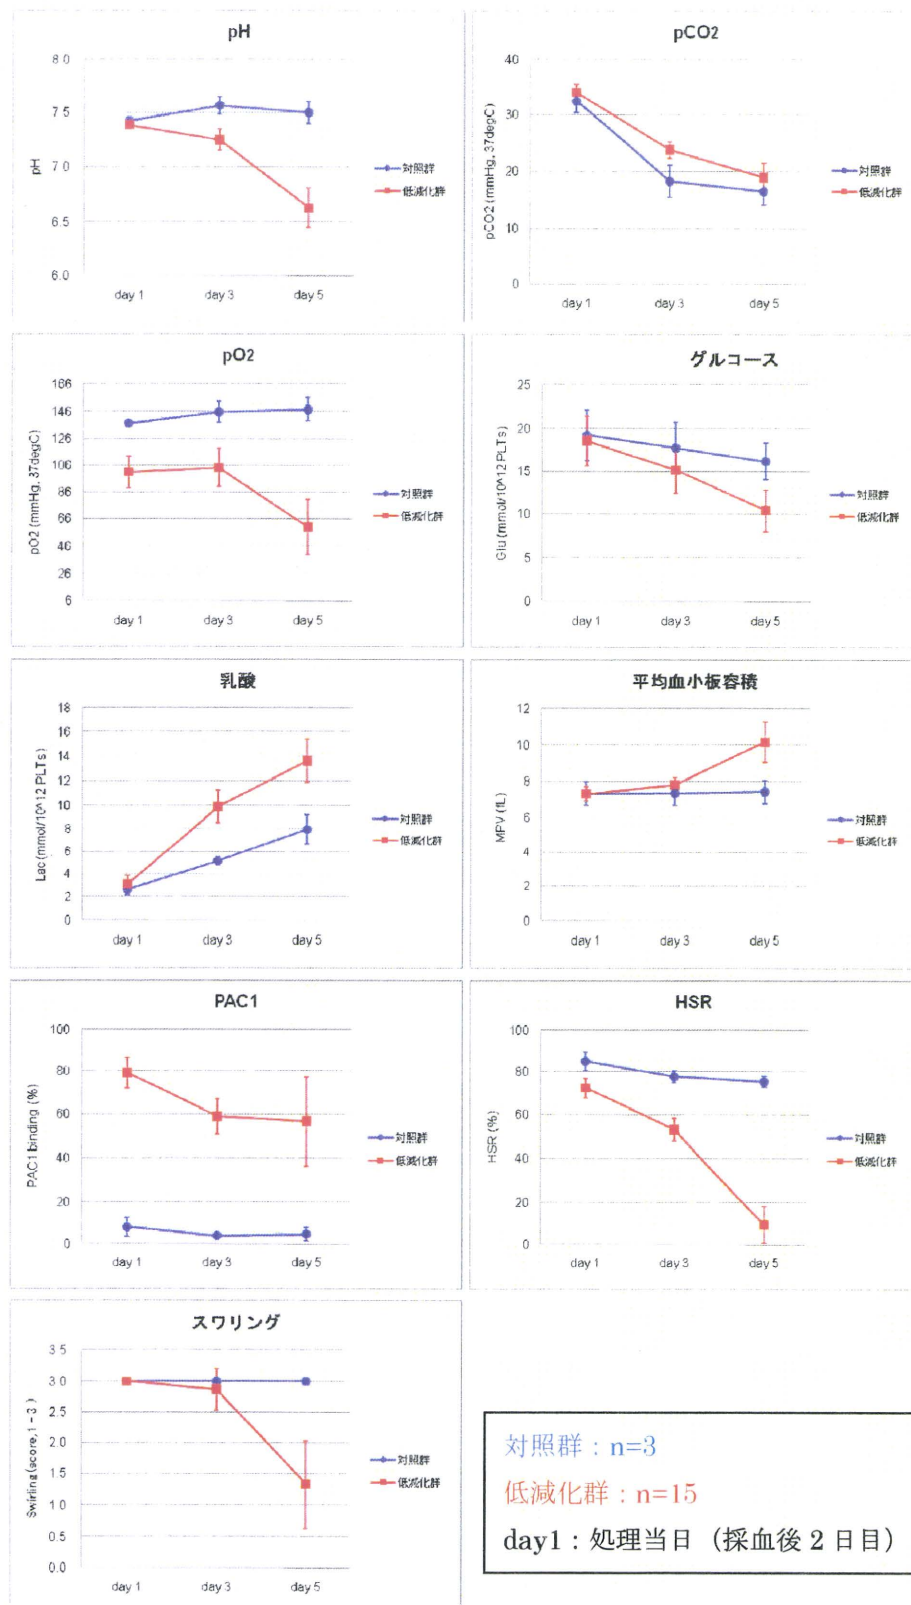 pH
8.0
7.5
7.0
6.5
6.0
pH
day 1
day 3
day 5
対照群
低減化群
pCO2
40
30
20
10
0
pCO2 (mmHg, 37degC)
day 1
day 3
day 5
対照群
低減化群
pO2
166
146
126
106
86
66
46
26
6
pO2 (mmHg, 37degC)
day 1
day 3
day 5
対照群
低減化群
グルコース
25
20
15
10
5
0
Glu (mmol/10^12 PLTs)
day 1
day 3
day 5
対照群
低減化群
乳酸
18
16
14
12
10
8
6
4
2
0
Lac (mmol/10^12 PLTs)
day 1
day 3
day 5
対照群
低減化群
平均血小板容積
12
10
8
6
4
2
0
MPV (fL)
day 1
day 3
day 5
対照群
低減化群
PAC1
100
80
60
40
20
0
PAC1 binding (%)
day 1
day 3
day 5
対照群
低減化群
HSR
100
80
60
40
20
0
HSR (%)
day 1
day 3
day 5
対照群
低減化群
スワリング
3.5
3.0
2.5
2.0
1.5
1.0
0.5
0.0
Swirling (score, 1 - 3)
day 1
day 3
day 5
対照群
低減化群
対照群：n=3
低減化群：n=15
day1：処理当日（採血後 2 日目）